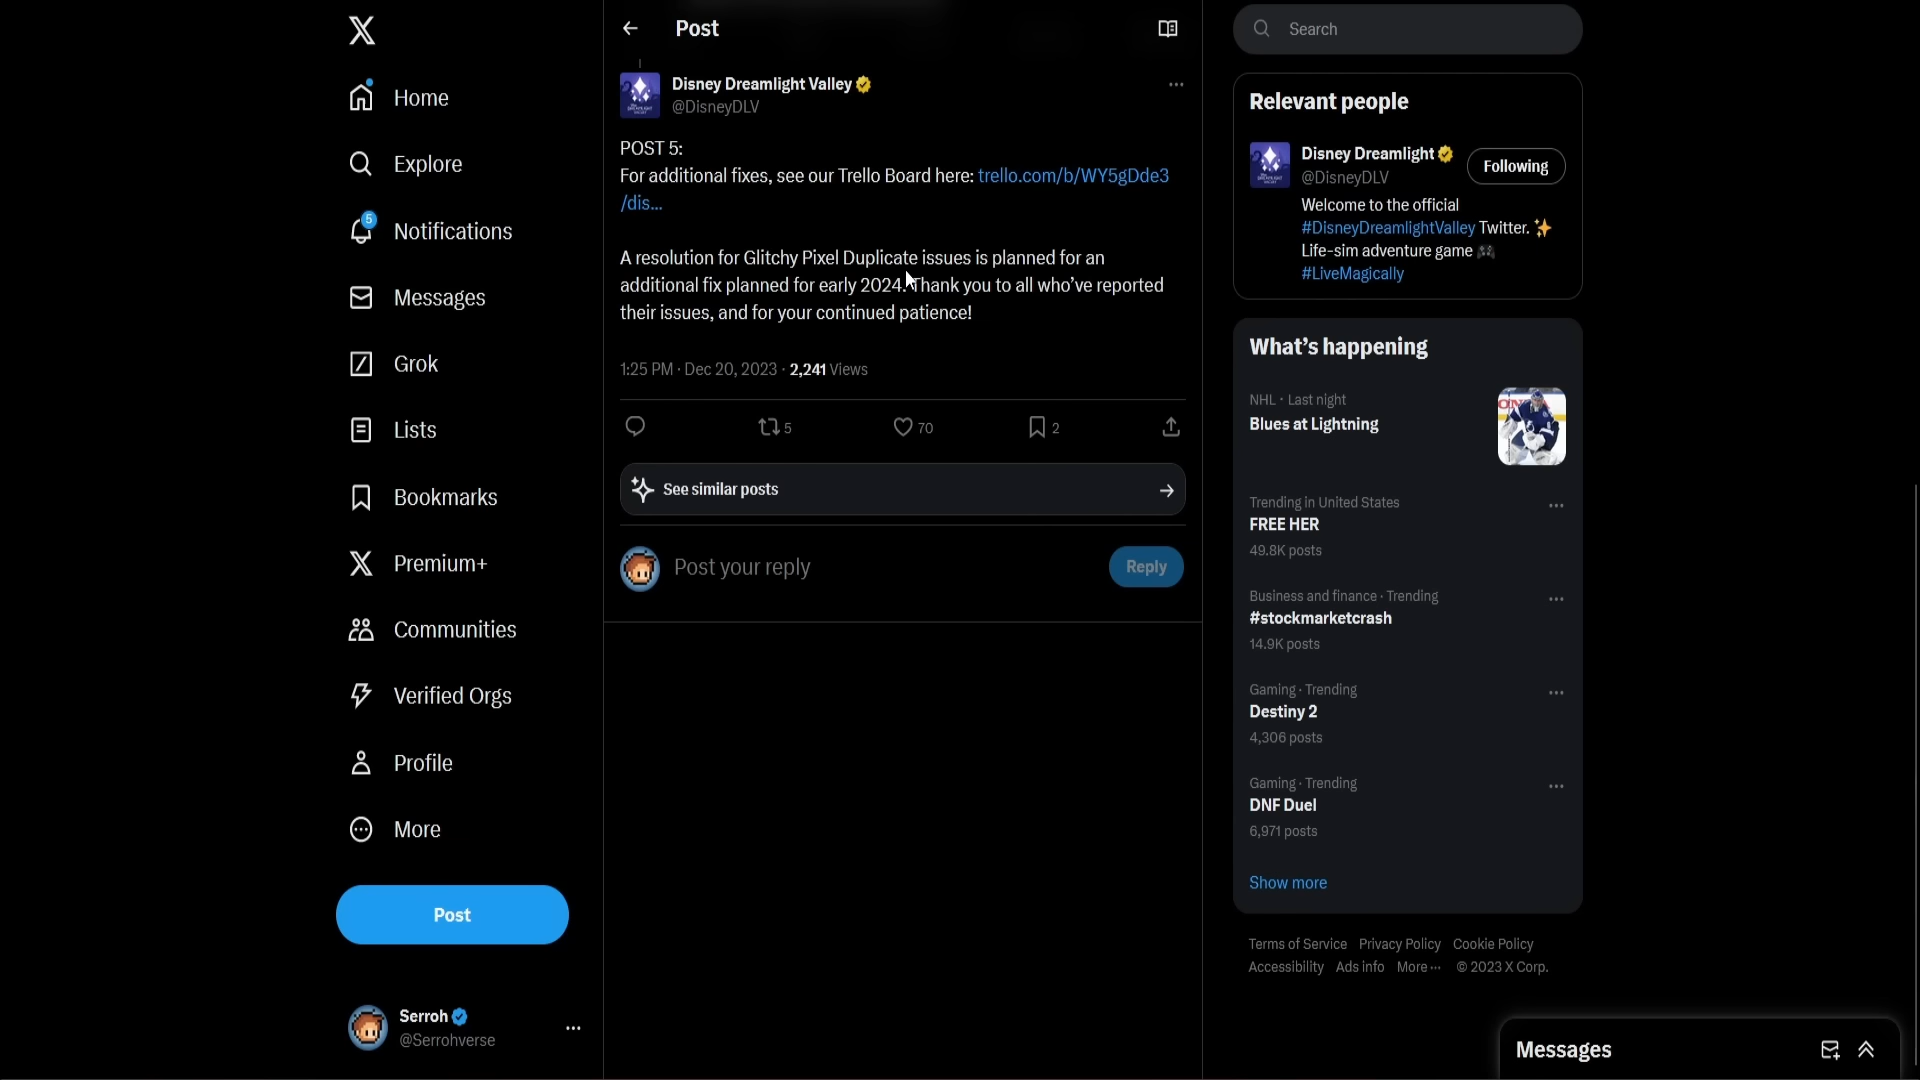 Home
Explore
5
Notifications
Messages
Grok
Lists
Bookmarks
Premium+
Communities
Verified Orgs
Profile
More
Post
Serroh
@Serrohverse
Post
Disney Dreamlight Valley
@DisneyDLV
POST 5:
For additional fixes, see our Trello Board here: trello.com/b/WY5gDde3
/dis...
A resolution for Glitchy Pixel Duplicate issues is planned for an
additional fix planned for early 2024. Thank you to all who've reported
their issues, and for your continued patience!
1:25 PM · Dec 20, 2023 · 2,241 Views
5
70
2
See similar posts
Post your reply
Reply
Search
Relevant people
Disney Dreamlight
@DisneyDLV
Following
Welcome to the official
#DisneyDreamlightValley Twitter. ✨
Life-sim adventure game 🎮
#LiveMagically
What's happening
NHL · Last night
Blues at Lightning
Trending in United States
FREE HER
49.8K posts
Business and finance · Trending
#stockmarketcrash
14.9K posts
Gaming · Trending
Destiny 2
4,306 posts
Gaming · Trending
DNF Duel
6,971 posts
Show more
Terms of Service Privacy Policy Cookie Policy
Accessibility Ads info More ··· © 2023 X Corp.
Messages